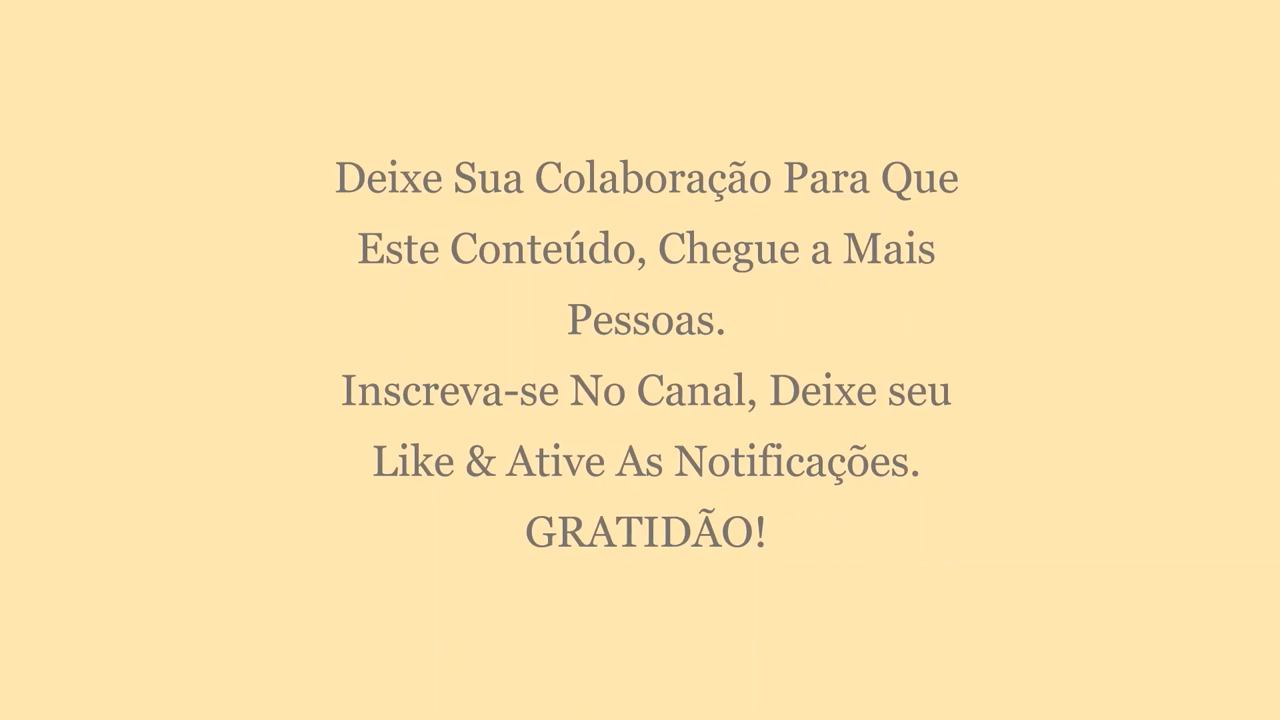 Deixe Sua Colaboração Para Que
Este Conteúdo, Chegue a Mais
Pessoas.
Inscreva-se No Canal, Deixe seu
Like & Ative As Notificações.
GRATIDÃO!